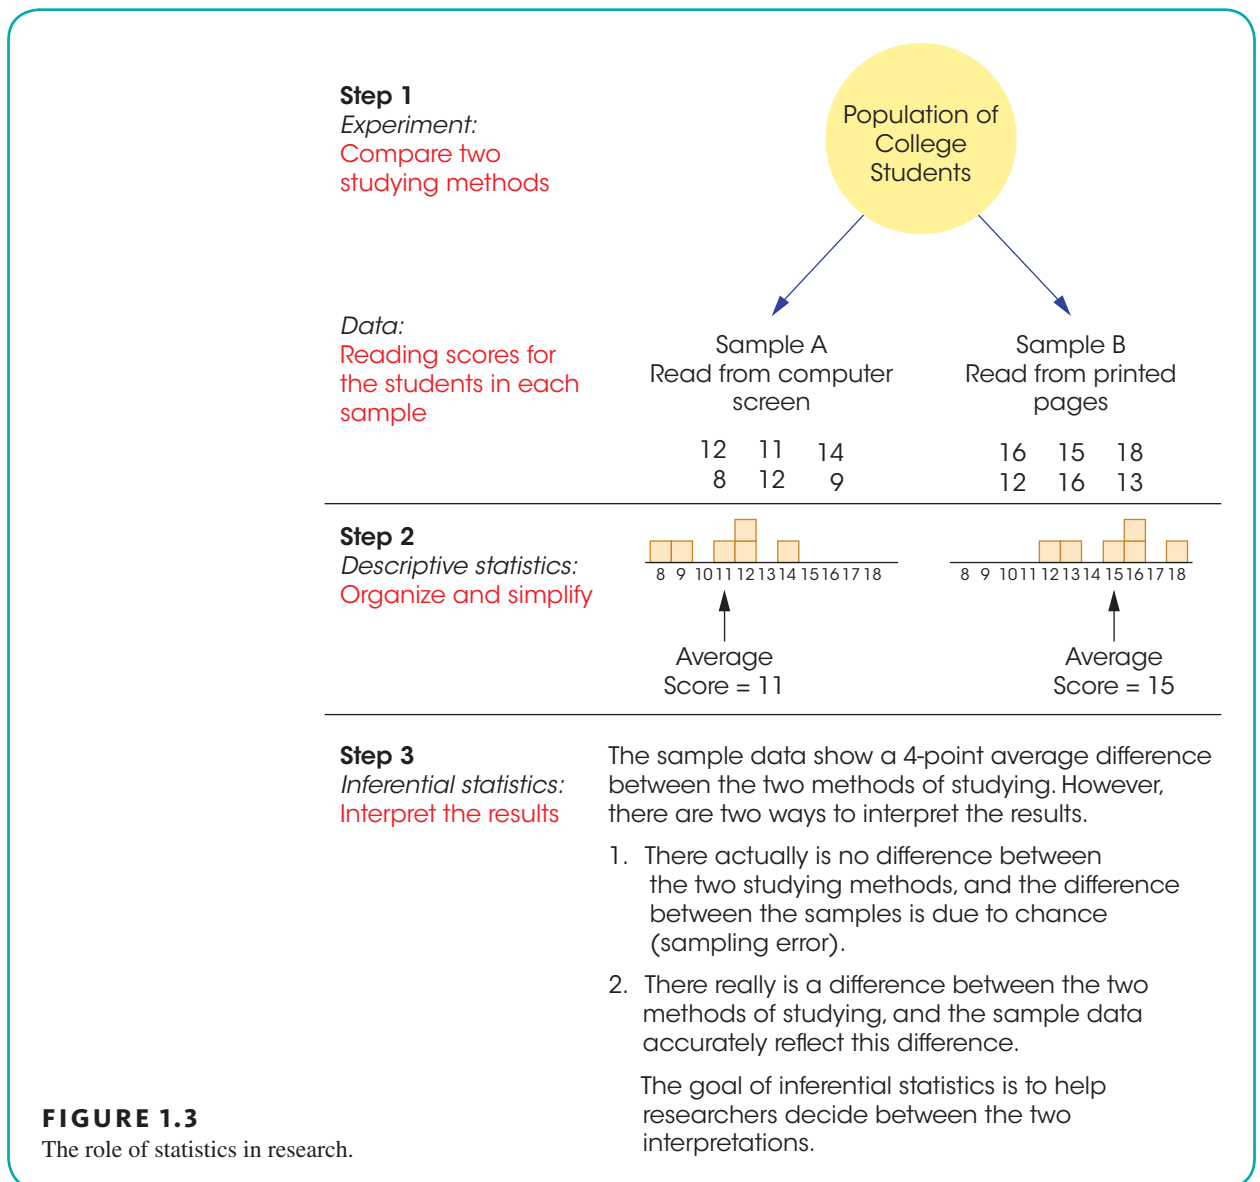 Step 1
Experiment:
Compare two
studying methods
Population of
College
Students
Data:
Reading scores for
the students in each
sample
Sample A
Read from computer
screen
12 11 14
8 12 9
Sample B
Read from printed
pages
16 15 18
12 16 13
Step 2
Descriptive statistics:
Organize and simplify
8 9 10 11 12 13 14 15 16 17 18
Average
Score = 11
8 9 10 11 12 13 14 15 16 17 18
Average
Score = 15
Step 3
Inferential statistics:
Interpret the results
The sample data show a 4-point average difference
between the two methods of studying. However,
there are two ways to interpret the results.
1. There actually is no difference between
the two studying methods, and the difference
between the samples is due to chance
(sampling error).
2. There really is a difference between the two
methods of studying, and the sample data
accurately reflect this difference.
The goal of inferential statistics is to help
researchers decide between the two
interpretations.
FIGURE 1.3
The role of statistics in research.